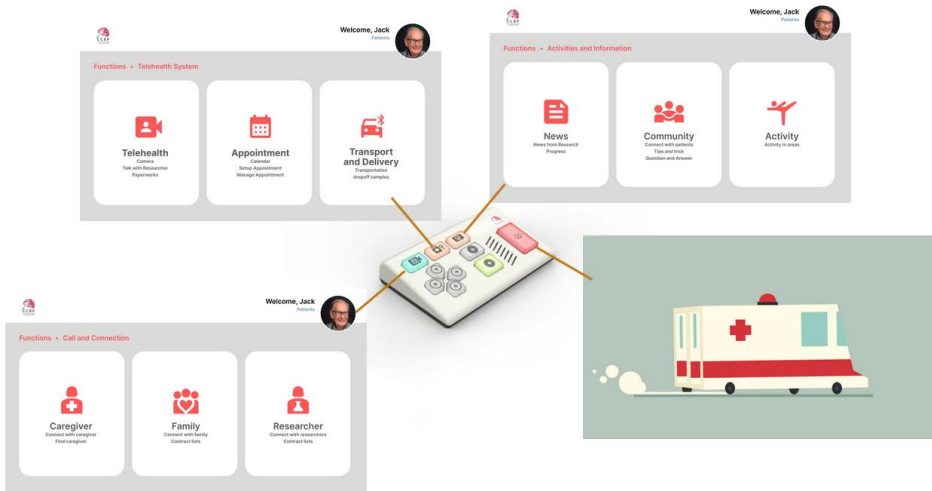 Welcome, Jack
Patients
Functions • Telehealth System
Telehealth
Camera
Talk with Researcher
Paperworks
Appointment
Calendar
Setup Appointment
Manage Appointment
Transport
and Delivery
Transportation
dropoff samples
Welcome, Jack
Patients
Functions • Activities and Information
News
News from Research
Progress
Community
Connect with patients
Tips and trick
Question and Answer
Activity
Activity in areas
Welcome, Jack
Patients
Functions • Call and Connection
Caregiver
Connect with caregiver
Find caregiver
Family
Connect with family
Contract lists
Researcher
Connect with researchers
Contract lists